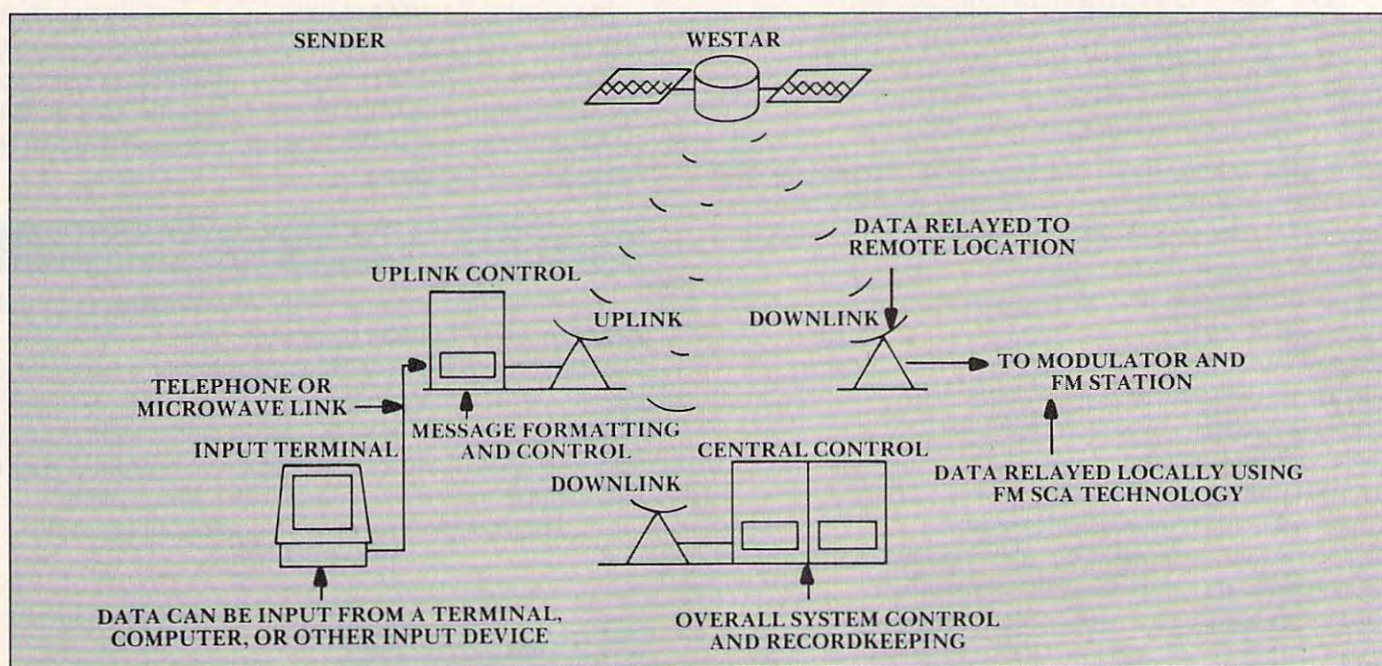 SENDER
WESTAR
DATA RELAYED TO
REMOTE LOCATION
UPLINK CONTROL
UPLINK
DOWNLINK
TO MODULATOR AND
FM STATION
TELEPHONE OR
MICROWAVE LINK
MESSAGE FORMATTING
AND CONTROL
INPUT TERMINAL
CENTRAL CONTROL
DATA RELAYED LOCALLY USING
FM SCA TECHNOLOGY
DOWNLINK
DATA CAN BE INPUT FROM A TERMINAL,
COMPUTER, OR OTHER INPUT DEVICE
OVERALL SYSTEM CONTROL
AND RECORDKEEPING